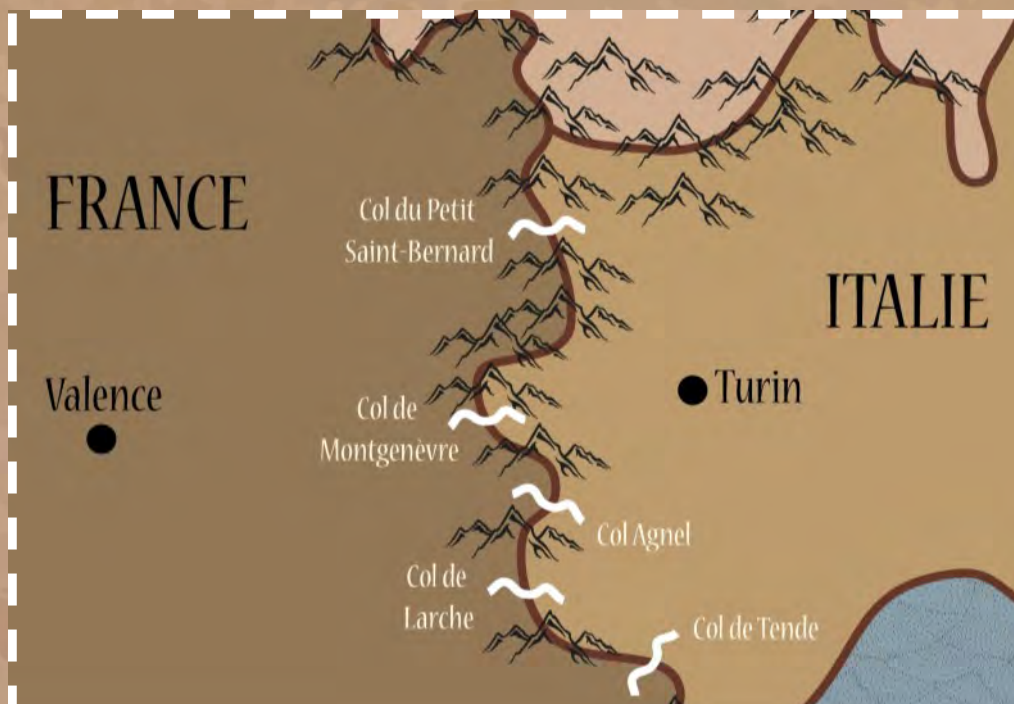 FRANCE
Col du Petit
Saint-Bernard
ITALIE
Valence
Turin
Col de
Montgenèvre
Col Agnel
Col de
Larche
Col de Tende